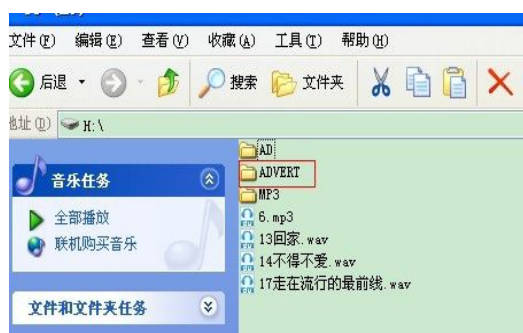 文件(F) 编辑(E) 查看(V) 收藏(A) 工具(T) 帮助(H)
后退 搜索 文件夹
地址(D) H:\
AD
ADVERT
MP3
6.mp3
13回家.wav
14不得不爱.wav
17走在流行的最前线.wav
音乐任务
全部播放
联机购买音乐
文件和文件夹任务